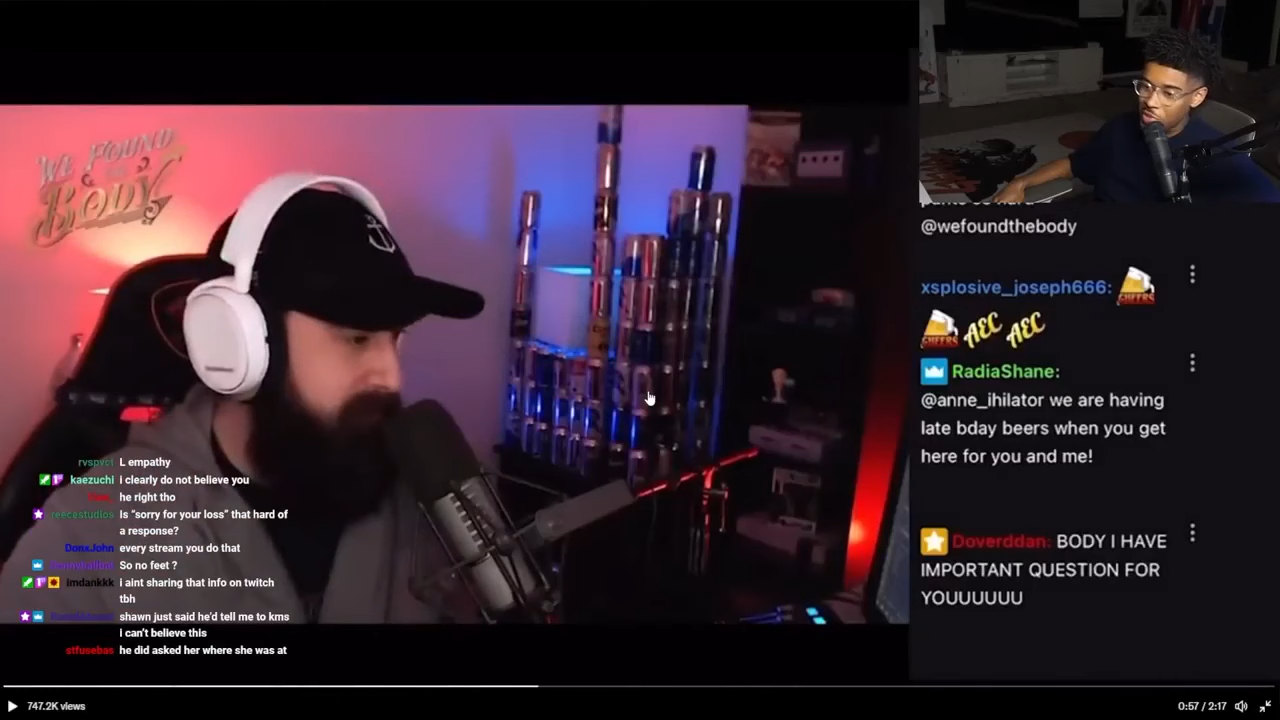 WE FOUND
THE
BODY
@wefoundthebody
xsplosive_joseph666:
CHEERS
CHEERS AEC AEC
RadiaShane:
@anne_ihilator we are having
late bday beers when you get
here for you and me!
Doverddan: BODY I HAVE
IMPORTANT QUESTION FOR
YOUUUUUU
rvspvct L empathy
kaezuchi i clearly do not believe you
he right tho
reecestudios Is “sorry for your loss” that hard of
a response?
DonxJohn every stream you do that
So no feet ?
imdankkk i aint sharing that info on twitch
tbh
shawn just said he'd tell me to kms
i can't believe this
stfusebas he did asked her where she was at
747.2K views
0:57 / 2:17